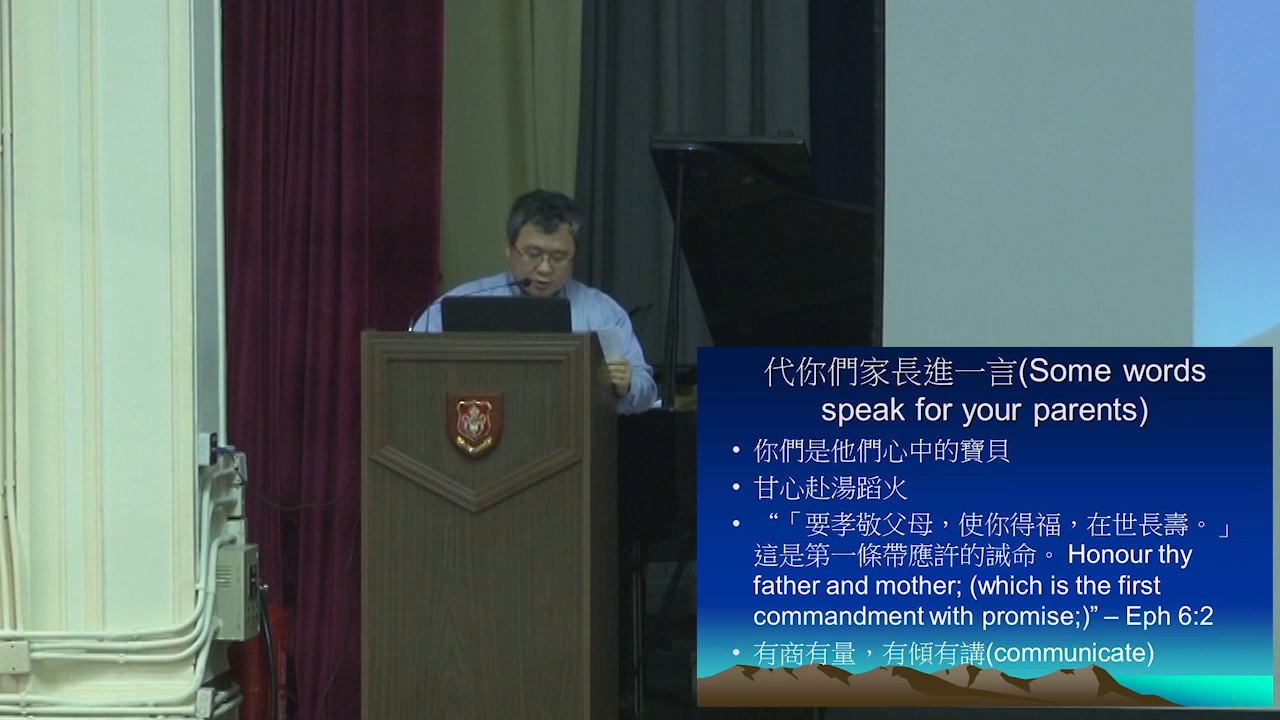 代你們家長進一言(Some words
speak for your parents)
• 你們是他們心中的寶貝
• 甘心赴湯蹈火
• “「要孝敬父母，使你得福，在世長壽。」
這是第一條帶應許的誡命。 Honour thy
father and mother; (which is the first
commandment with promise;)” – Eph 6:2
• 有商有量，有傾有講(communicate)